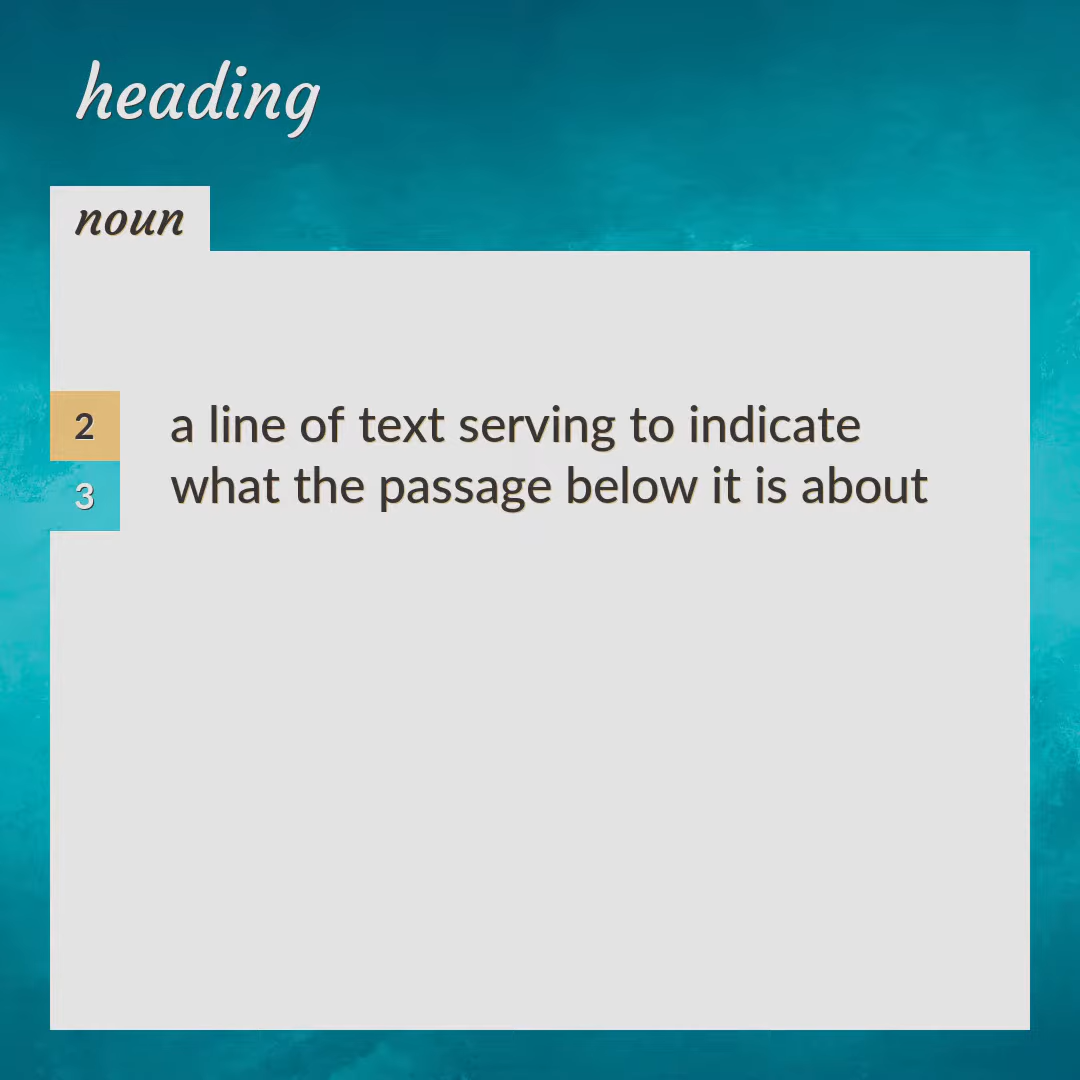 heading
noun
2
a line of text serving to indicate
3
what the passage below it is about